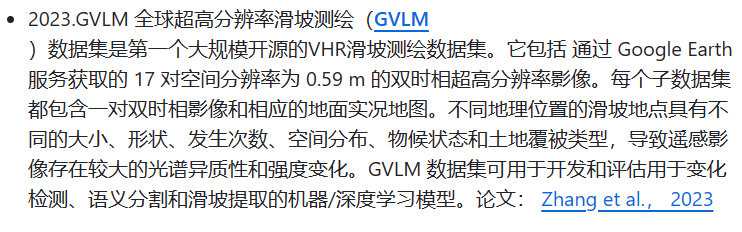 • 2023.GVLM 全球超高分辨率滑坡测绘（GVLM
）数据集是第一个大规模开源的VHR滑坡测绘数据集。它包括 通过 Google Earth
服务获取的 17 对空间分辨率为 0.59 m 的双时相超高分辨率影像。每个子数据集
都包含一对双时相影像和相应的地面实况地图。不同地理位置的滑坡地点具有不
同的大小、形状、发生次数、空间分布、物候状态和土地覆被类型，导致遥感影
像存在较大的光谱异质性和强度变化。GVLM 数据集可用于开发和评估用于变化
检测、语义分割和滑坡提取的机器/深度学习模型。论文： Zhang et al.， 2023